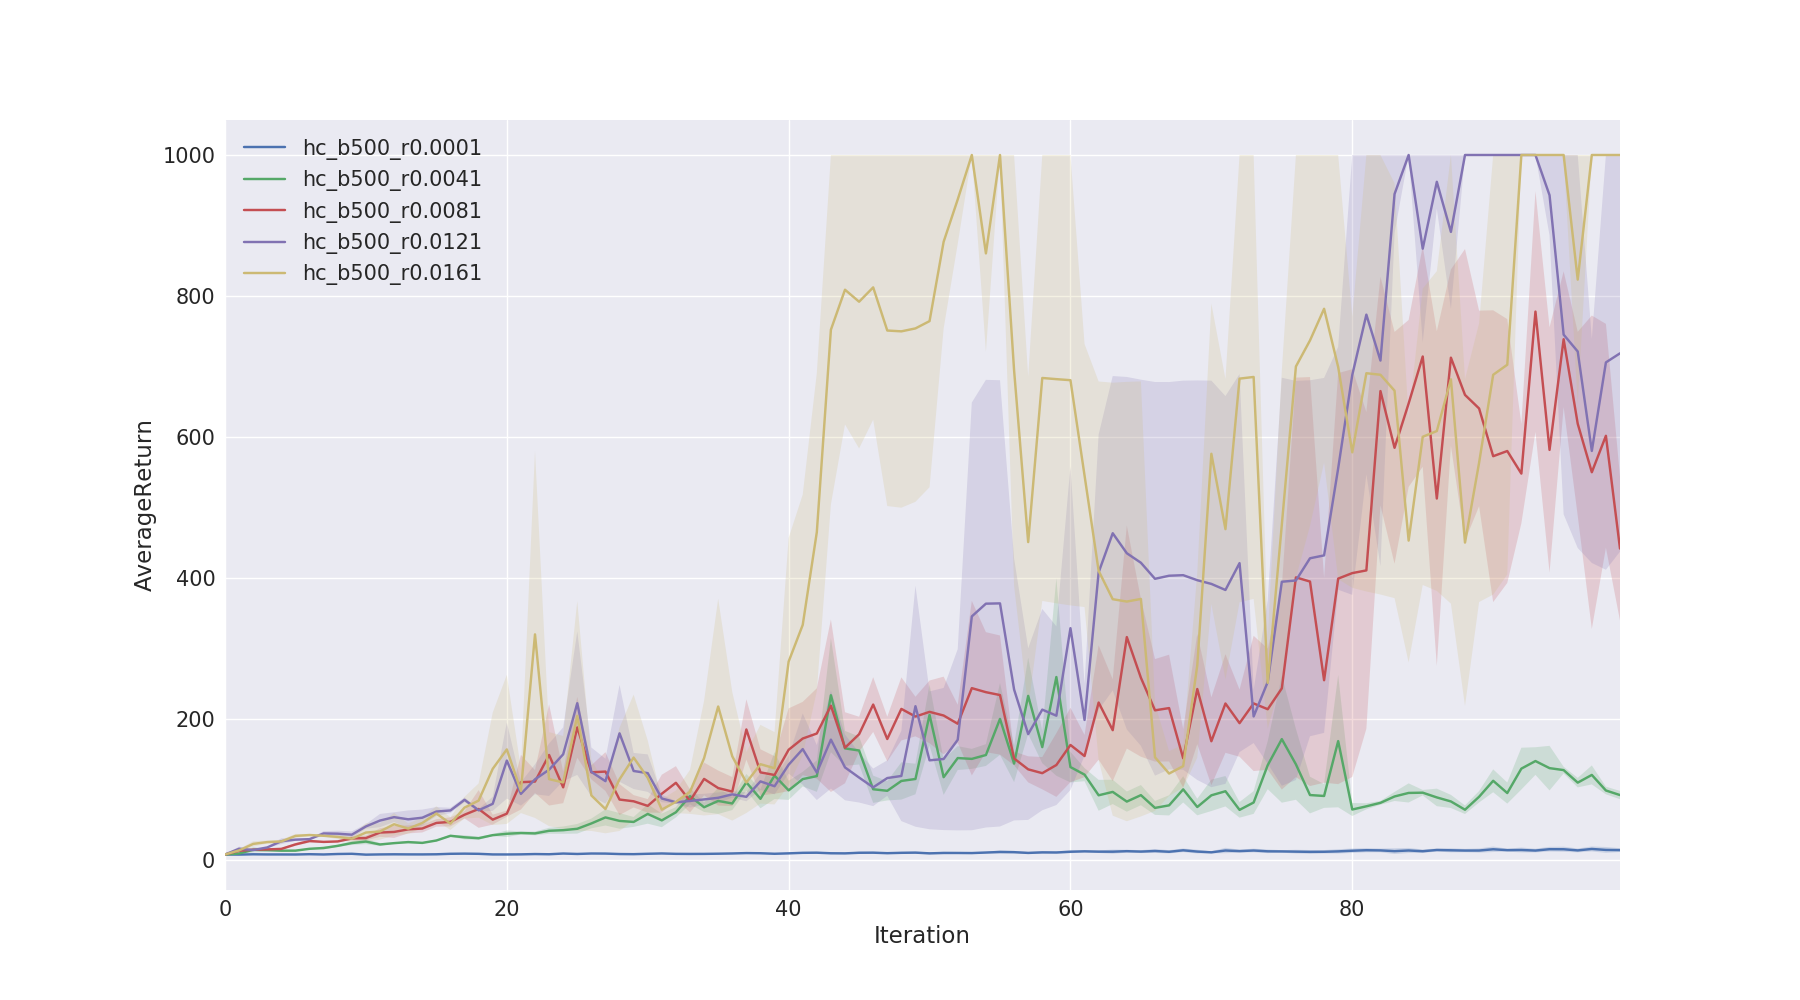 1000
800
600
400
200
0
AverageReturn
hc_b500_r0.0001
hc_b500_r0.0041
hc_b500_r0.0081
hc_b500_r0.0121
hc_b500_r0.0161
0 20 40 60 80
Iteration